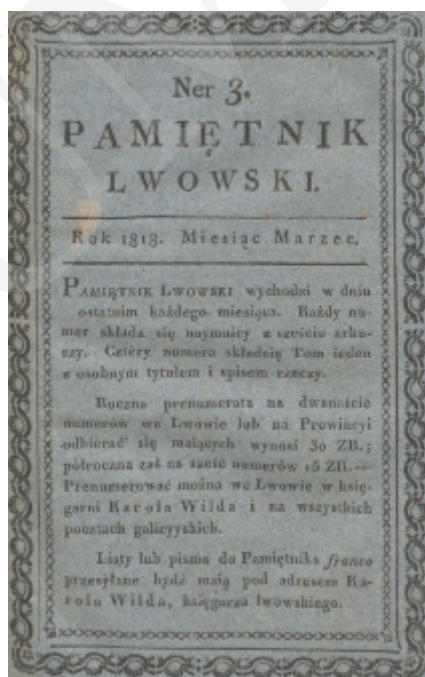 Ner 3.
PAMIĘTNIK
LWOWSKI.
Rok 1818. Miesiąc Marzec.
PAMIĘTNIK LWOWSKI wychodzi w dniu
ostatnim każdego miesiąca. Każdy nu-
mer składa się naymniéy z sześciu arku-
szy. Cztéry numera składaią Tom ieden
z osobnym tytułem i spisem rzeczy.
Roczna prenumerata na dwanaście
numerów we Lwowie lub na Prowincyi
odbiérać się maiących wynosi 30 ZR.;
półroczna zaś na sześć numerów 15 ZR.—
Prenumerować można we Lwowie w księ-
garni Karola Wilda i na wszystkich
pocztach galicyyskich.
Listy lub pisma do Pamiętnika franco
przesyłane bydź maią pod adresem Ka-
rola Wilda, księgarza lwowskiego.